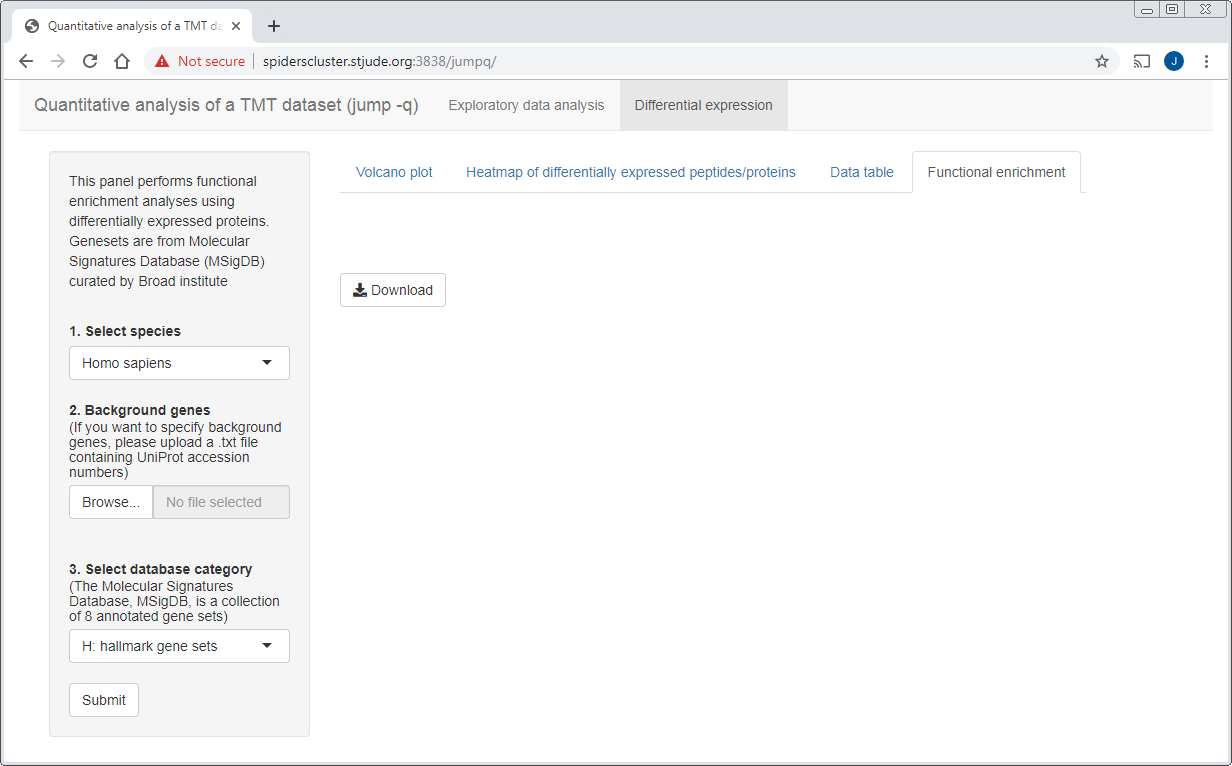 Quantitative analysis of a TMT da
Not secure
spiderscluster.stjude.org:3838/jumpq/
J
Quantitative analysis of a TMT dataset (jump -q)
Exploratory data analysis
Differential expression
This panel performs functional
enrichment analyses using
differentially expressed proteins.
Genesets are from Molecular
Signatures Database (MSigDB)
curated by Broad institute
1. Select species
Homo sapiens
2. Background genes
(If you want to specify background
genes, please upload a .txt file
containing UniProt accession
numbers)
Browse...
No file selected
3. Select database category
(The Molecular Signatures
Database, MSigDB, is a collection
of 8 annotated gene sets)
H: hallmark gene sets
Submit
Volcano plot
Heatmap of differentially expressed peptides/proteins
Data table
Functional enrichment
Download